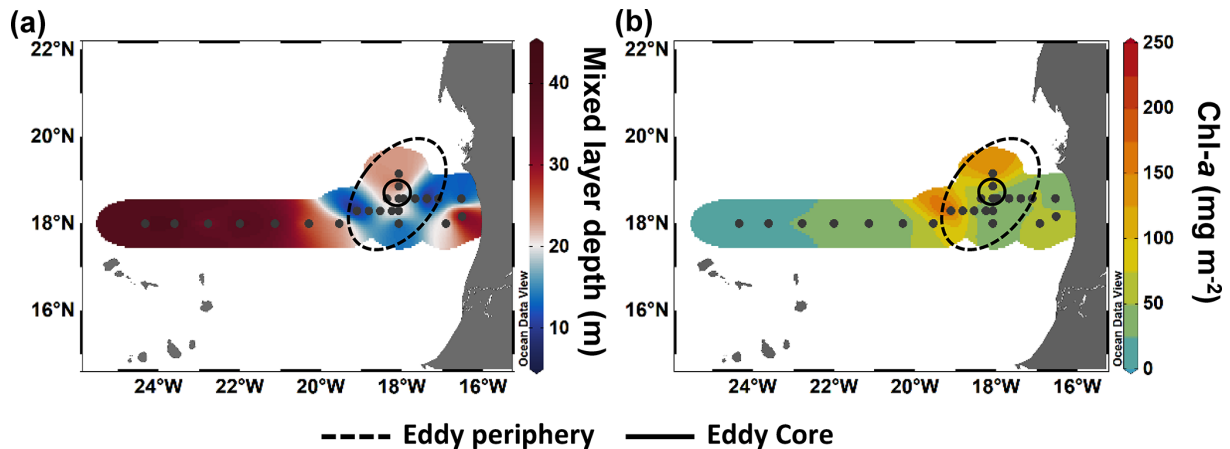 (a)
22°N
20°N
18°N
16°N
24°W
22°W
20°W
18°W
16°W
Ocean Data View
40
30
20
10
Mixed layer depth (m)
(b)
22°N
20°N
18°N
16°N
24°W
22°W
20°W
18°W
16°W
Ocean Data View
250
200
150
100
50
0
Chl-a (mg m-2)
Eddy periphery
Eddy Core